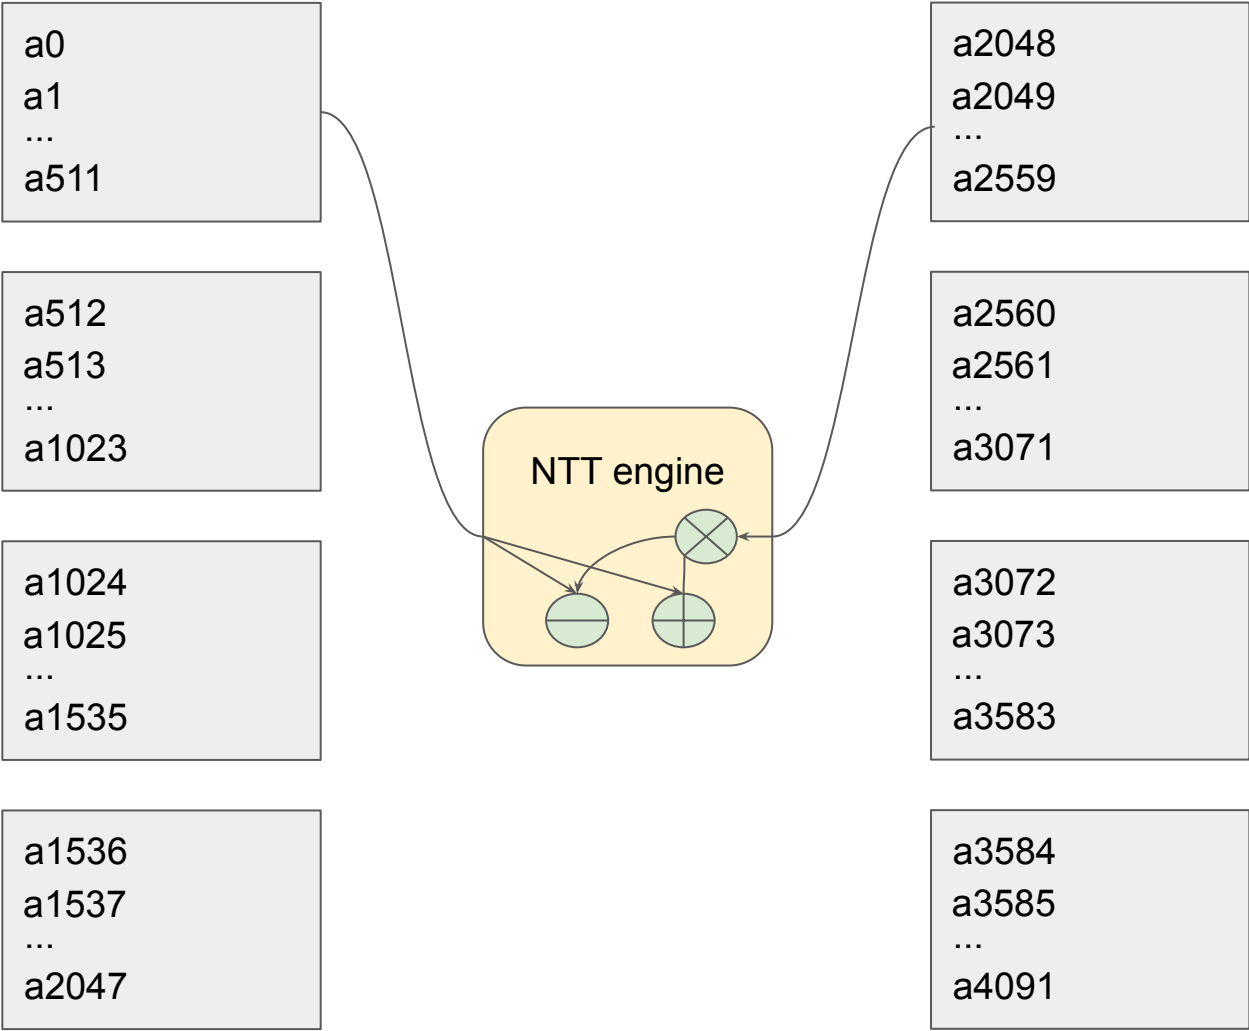 a0
a1
...
a511
a512
a513
...
a1023
a1024
a1025
...
a1535
a1536
a1537
...
a2047
NTT engine
a2048
a2049
...
a2559
a2560
a2561
...
a3071
a3072
a3073
...
a3583
a3584
a3585
...
a4091